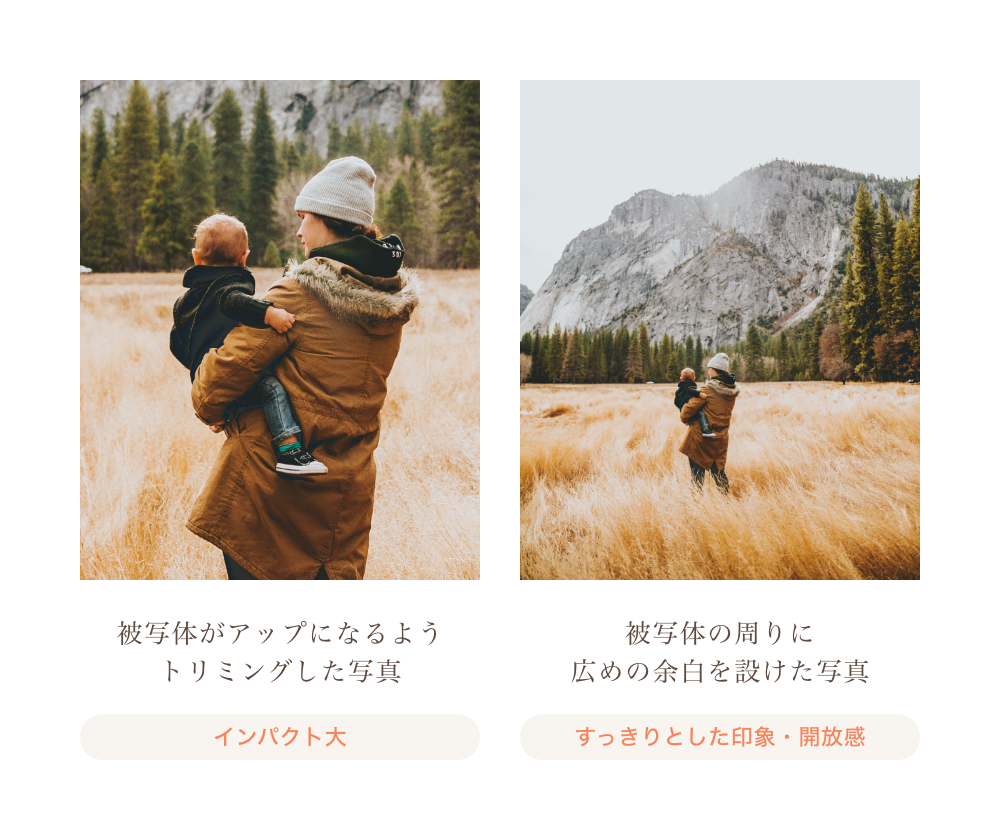 被写体がアップになるよう
トリミングした写真
インパクト大
被写体の周りに
広めの余白を設けた写真
すっきりとした印象・開放感